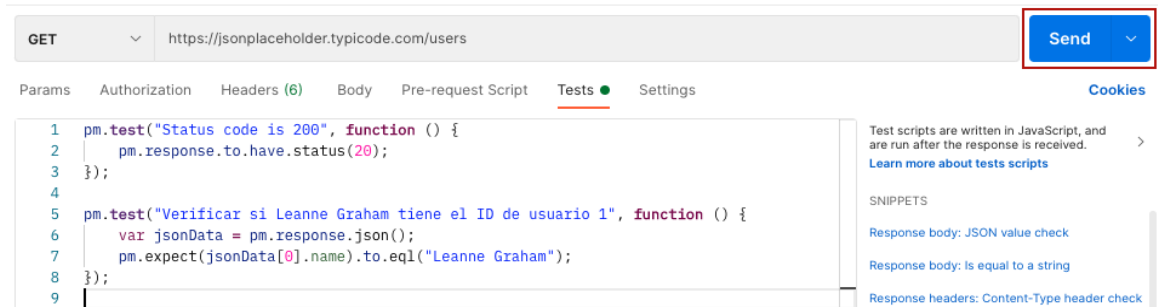 GET https://jsonplaceholder.typicode.com/users Send
Params Authorization Headers (6) Body Pre-request Script Tests Settings Cookies
1 pm.test("Status code is 200", function () {
2 pm.response.to.have.status(20);
3 });
4
5 pm.test("Verificar si Leanne Graham tiene el ID de usuario 1", function () {
6 var jsonData = pm.response.json();
7 pm.expect(jsonData[0].name).to.eql("Leanne Graham");
8 });
9
Test scripts are written in JavaScript, and
are run after the response is received.
Learn more about tests scripts
SNIPPETS
Response body: JSON value check
Response body: Is equal to a string
Response headers: Content-Type header check